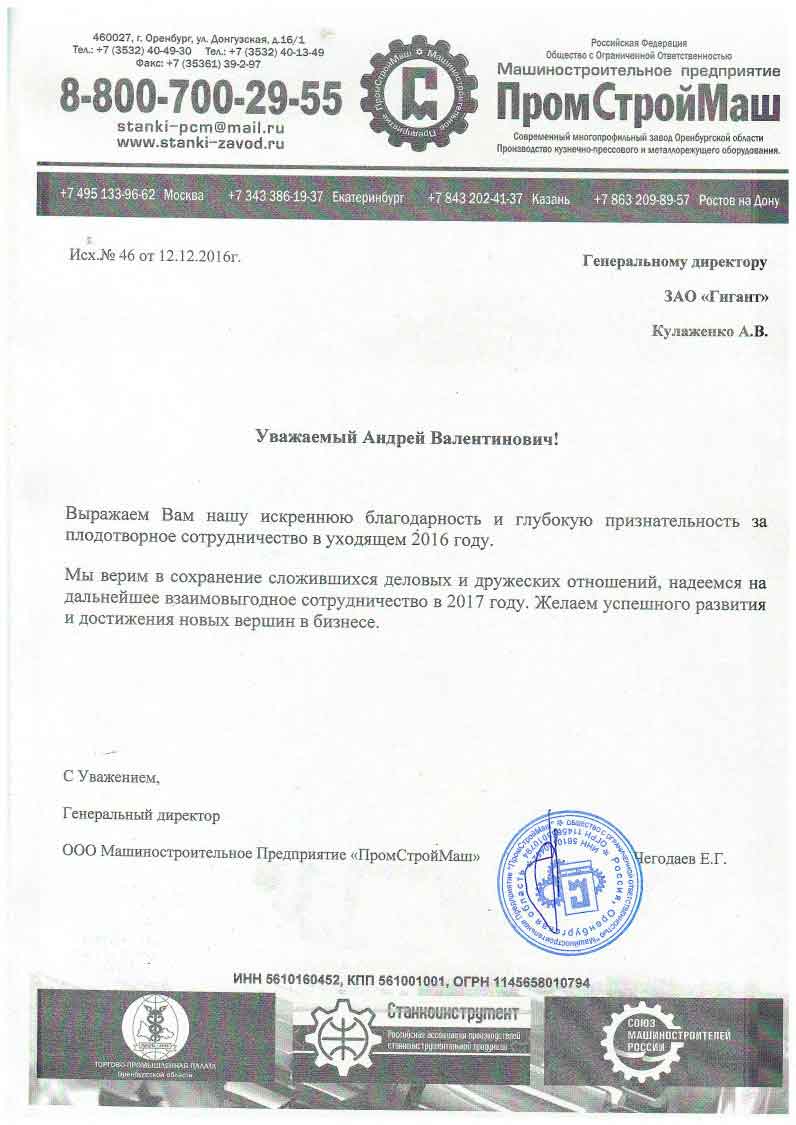 460027, г. Оренбург, ул. Донгузская, д.16/1
Тел.: +7 (3532) 40-49-30 Тел.: +7 (3532) 40-13-49
Факс: +7 (35361) 39-2-97
8-800-700-29-55
stanki-pcm@mail.ru
www.stanki-zavod.ru
Машиностроительное Предприятие ПромСтройМаш
Российская Федерация
Общество с Ограниченной Ответственностью
Машиностроительное предприятие
ПромСтройМаш
Современный многопрофильный завод Оренбургской области
Производство кузнечно-прессового и металлорежущего оборудования.
+7 495 133-96-62 Москва +7 343 386-19-37 Екатеринбург +7 843 202-41-37 Казань +7 863 209-89-57 Ростов на Дону
Исх.№ 46 от 12.12.2016г.
Генеральному директору
ЗАО «Гигант»
Кулаженко А.В.
Уважаемый Андрей Валентинович!
Выражаем Вам нашу искреннюю благодарность и глубокую признательность за
плодотворное сотрудничество в уходящем 2016 году.
Мы верим в сохранение сложившихся деловых и дружеских отношений, надеемся на
дальнейшее взаимовыгодное сотрудничество в 2017 году. Желаем успешного развития
и достижения новых вершин в бизнесе.
С Уважением,
Генеральный директор
ООО Машиностроительное Предприятие «ПромСтройМаш»
Чегодаев Е.Г.
Общество с ограниченной ответственностью "Машиностроительное Предприятие "ПромСтройМаш"
Россия, Оренбургская область
ИНН 5610160452, КПП 561001001, ОГРН 1145658010794
ТОРГОВО-ПРОМЫШЛЕННАЯ ПАЛАТА
Оренбургской области
Станкоинструмент
Российская ассоциация производителей
станкоинструментальной продукции
СОЮЗ
МАШИНОСТРОИТЕЛЕЙ
РОССИИ